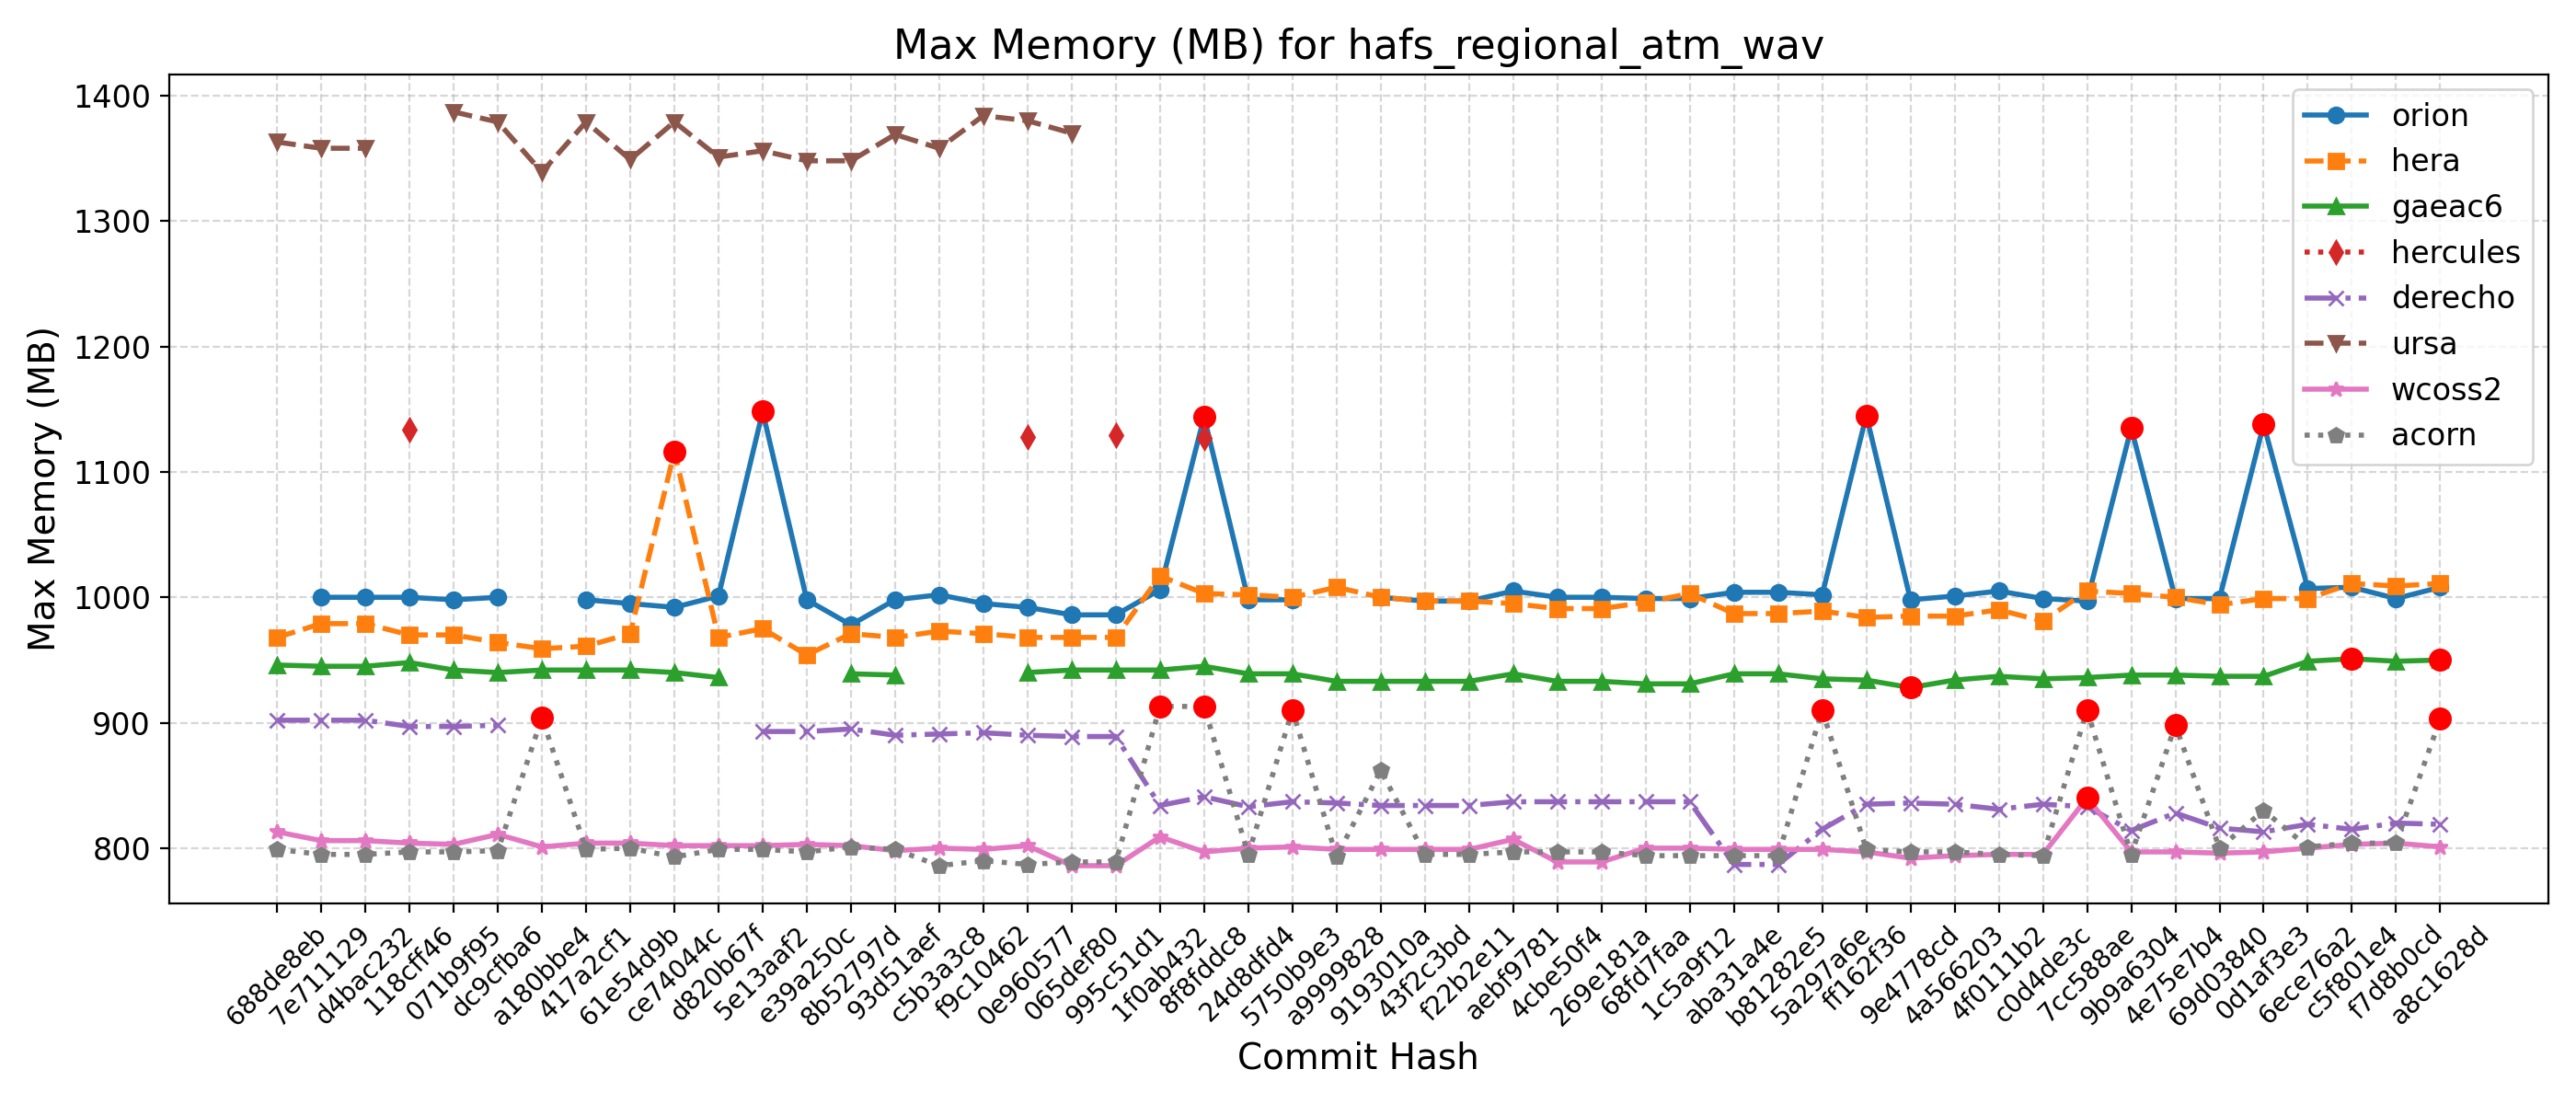 Max Memory (MB) for hafs_regional_atm_wav
Max Memory (MB)
1400
1300
1200
1100
1000
900
800
orion
hera
gaeac6
hercules
derecho
ursa
wcoss2
acorn
688de8eb
7e711129
d4bac232
118cff46
071b9f95
dc9cfba6
a180bbe4
417a2cf1
61e54d9b
ce74044c
d820b67f
5e13aaf2
e39a250c
8b52797d
93d51aef
c5b3a3c8
f9c10462
0e960577
065def80
995c51d1
1f0ab432
8f8fddc8
24d8dfd4
5750b9e3
a9999828
9193010a
43f2c3bd
f22b2e11
aebf9781
4cbe50f4
269e181a
68fd7faa
1c5a9f12
aba31a4e
b81282e5
5a297a6e
ff162f36
9e4778cd
4a566203
4f0111b2
c0d4de3c
7cc588ae
9b9a6304
4e75e7b4
69d03840
0d1af3e3
6ece76a2
c5f801e4
f7d8b0cd
a8c1628d
Commit Hash